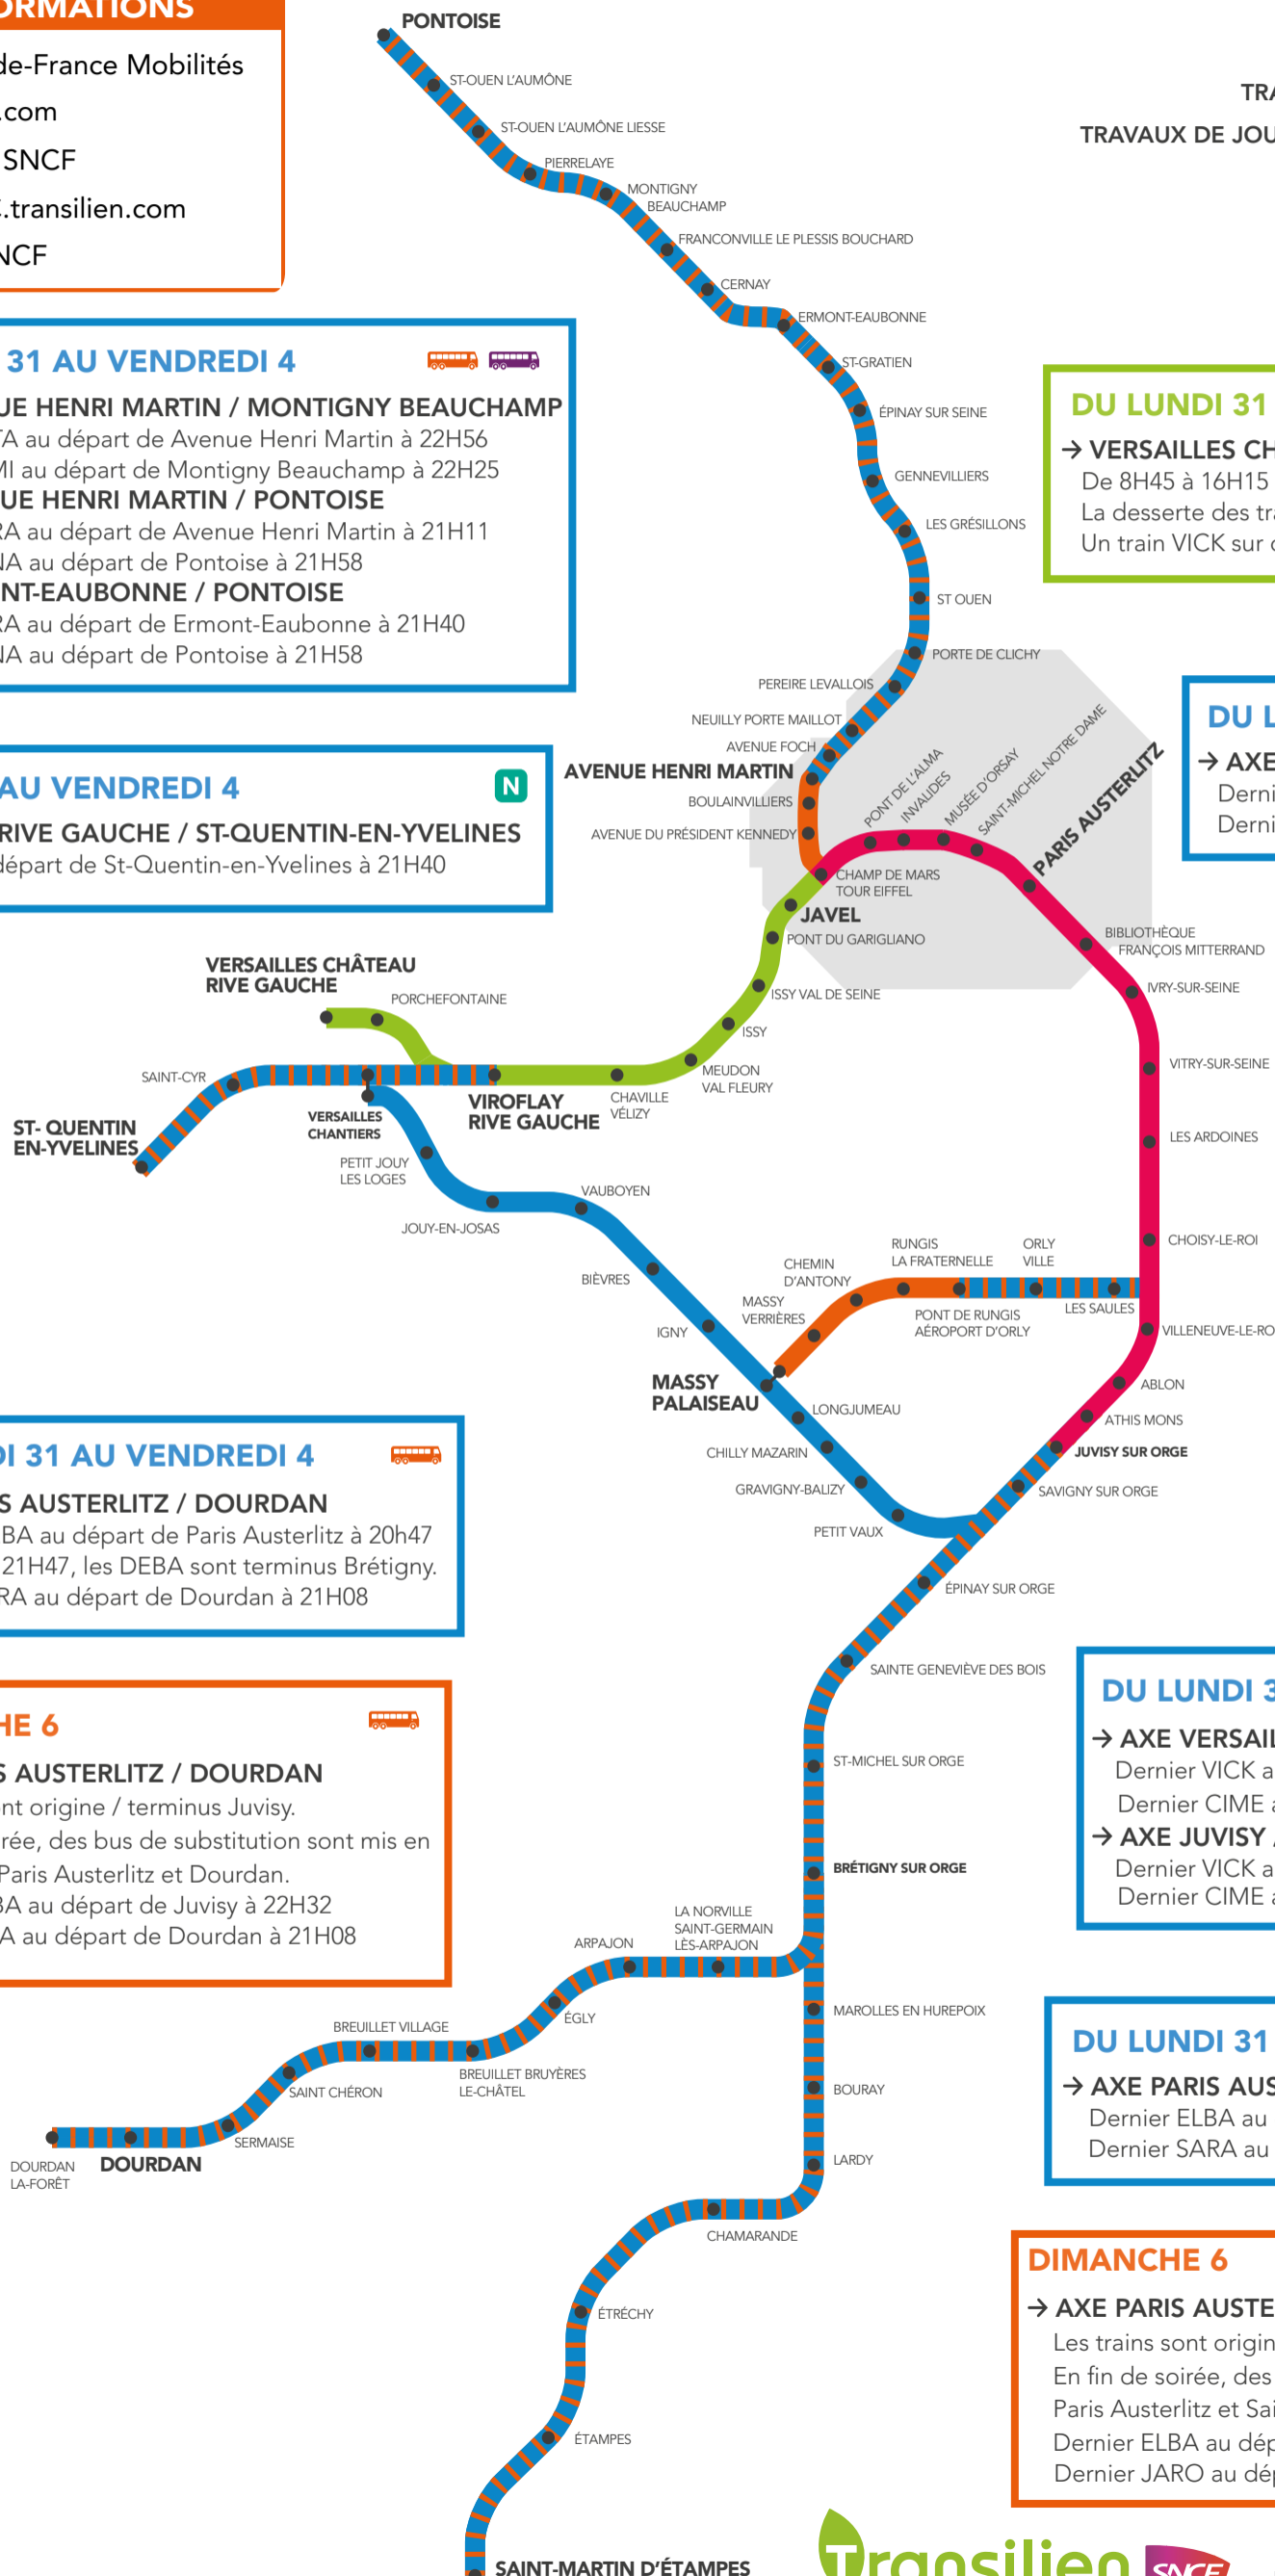 PONTOISE
de-France Mobilités
ST-OUEN L'AUMÔNE
.com
ST-OUEN L'AUMÔNE LIESSE
TRAVAUX DE JOU
SNCF
PIERRELAYE
MONTIGNY
BEAUCHAMP
.transilien.com
FRANCONVILLE LE PLESSIS BOUCHARD
NCF
CERNAY
ERMONT-EAUBONNE
31 AU VENDREDI 4
ST-GRATIEN
UE HENRI MARTIN / MONTIGNY BEAUCHAMP
TA au départ de Avenue Henri Martin à 22H56
MI au départ de Montigny Beauchamp à 22H25
UE HENRI MARTIN / PONTOISE
RA au départ de Avenue Henri Martin à 21H11
NA au départ de Pontoise à 21H58
NT-EAUBONNE / PONTOISE
RA au départ de Ermont-Eaubonne à 21H40
NA au départ de Pontoise à 21H58
DU LUNDI 31
→ VERSAILLES CH
De 8H45 à 16H15
La desserte des tra
Un train VICK sur
ÉPINAY SUR SEINE
GENNEVILLIERS
LES GRÉSILLONS
ST OUEN
PORTE DE CLICHY
PEREIRE LEVALLOIS
NEUILLY PORTE MAILLOT
AVENUE FOCH
AVENUE HENRI MARTIN
BOULAINVILLIERS
AVENUE DU PRÉSIDENT KENNEDY
PONT DE L'ALMA
INVALIDES
MUSÉE D'ORSAY
SAINT-MICHEL NOTRE DAME
PARIS AUSTERLITZ
DU L
→ AXE
Derni
Derni
AU VENDREDI 4
N
RIVE GAUCHE / ST-QUENTIN-EN-YVELINES
départ de St-Quentin-en-Yvelines à 21H40
CHAMP DE MARS
TOUR EIFFEL
JAVEL
PONT DU GARIGLIANO
BIBLIOTHÈQUE
FRANÇOIS MITTERRAND
VERSAILLES CHÂTEAU
RIVE GAUCHE
PORCHEFONTAINE
ISSY VAL DE SEINE
IVRY-SUR-SEINE
ISSY
MEUDON
VAL FLEURY
VITRY-SUR-SEINE
SAINT-CYR
CHAVILLE
VÉLIZY
VIROFLAY
RIVE GAUCHE
VERSAILLES
CHANTIERS
ST- QUENTIN
EN-YVELINES
LES ARDOINES
PETIT JOUY
LES LOGES
VAUBOYEN
JOUY-EN-JOSAS
CHOISY-LE-ROI
RUNGIS
LA FRATERNELLE
ORLY
VILLE
CHEMIN
D'ANTONY
BIÈVRES
MASSY
VERRIÈRES
PONT DE RUNGIS
AÉROPORT D'ORLY
LES SAULES
IGNY
VILLENEUVE-LE-RO
MASSY
PALAISEAU
ABLON
LONGJUMEAU
ATHIS MONS
CHILLY MAZARIN
JUVISY SUR ORGE
GRAVIGNY-BALIZY
SAVIGNY SUR ORGE
PETIT VAUX
DI 31 AU VENDREDI 4
S AUSTERLITZ / DOURDAN
BA au départ de Paris Austerlitz à 20h47
21H47, les DEBA sont terminus Brétigny.
RA au départ de Dourdan à 21H08
ÉPINAY SUR ORGE
SAINTE GENEVIÈVE DES BOIS
HE 6
S AUSTERLITZ / DOURDAN
nt origine / terminus Juvisy.
rée, des bus de substitution sont mis en
Paris Austerlitz et Dourdan.
BA au départ de Juvisy à 22H32
A au départ de Dourdan à 21H08
DU LUNDI 3
→ AXE VERSAIL
Dernier VICK a
Dernier CIME a
→ AXE JUVISY
Dernier VICK a
Dernier CIME a
ST-MICHEL SUR ORGE
BRÉTIGNY SUR ORGE
LA NORVILLE
SAINT-GERMAIN
LÈS-ARPAJON
ARPAJON
ÉGLY
BREUILLET VILLAGE
BREUILLET BRUYÈRES
LE-CHÂTEL
SAINT CHÉRON
SERMAISE
DOURDAN
DOURDAN
LA-FORÊT
MAROLLES EN HUREPOIX
BOURAY
LARDY
CHAMARANDE
ÉTRÉCHY
ÉTAMPES
SAINT-MARTIN D'ÉTAMPES
DU LUNDI 31
→ AXE PARIS AUS
Dernier ELBA au
Dernier SARA au
DIMANCHE 6
→ AXE PARIS AUSTE
Les trains sont origin
En fin de soirée, des
Paris Austerlitz et Sai
Dernier ELBA au dép
Dernier JARO au dép
Transilien SNCF